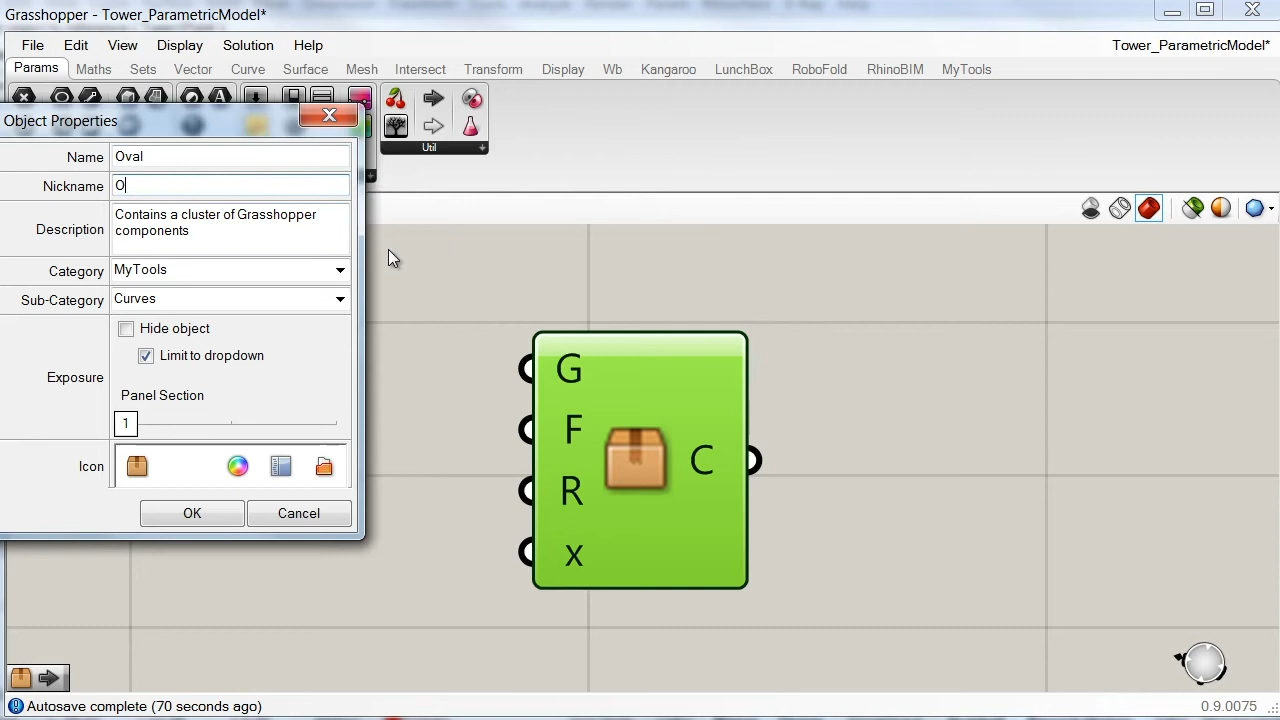 Grasshopper - Tower_ParametricModel*
File Edit View Display Solution Help
Tower_ParametricModel*
Params Maths Sets Vector Curve Surface Mesh Intersect Transform Display Wb Kangaroo LunchBox RoboFold RhinoBIM MyTools
Util
Object Properties
Name Oval
Nickname O
Description Contains a cluster of Grasshopper
components
Category MyTools
Sub-Category Curves
Exposure
Hide object
Limit to dropdown
Panel Section
1
Icon
OK Cancel
G
F
R
x
C
Autosave complete (70 seconds ago)
0.9.0075